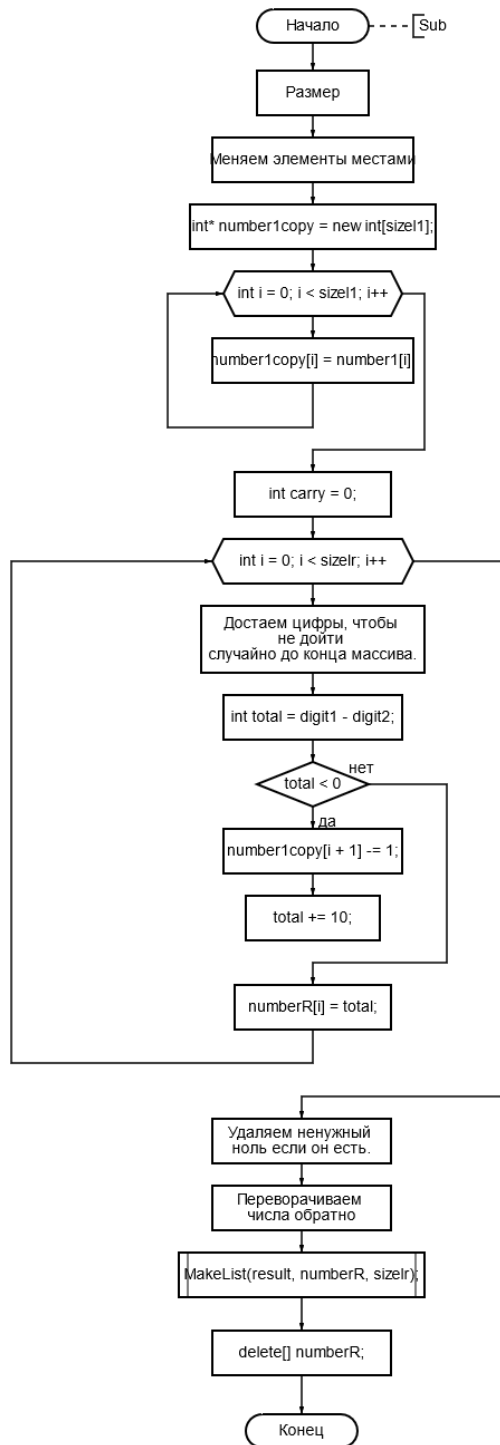 Начало
Sub
Размер
Меняем элементы местами
int* number1copy = new int[sizel1];
int i = 0; i < sizel1; i++
number1copy[i] = number1[i]
int carry = 0;
int i = 0; i < sizelr; i++
Достаем цифры, чтобы
не дойти
случайно до конца массива.
int total = digit1 - digit2;
нет
total < 0
да
number1copy[i + 1] -= 1;
total += 10;
numberR[i] = total;
Удаляем ненужный
ноль если он есть.
Переворачиваем
числа обратно
MakeList(result, numberR, sizelr);
delete[] numberR;
Конец